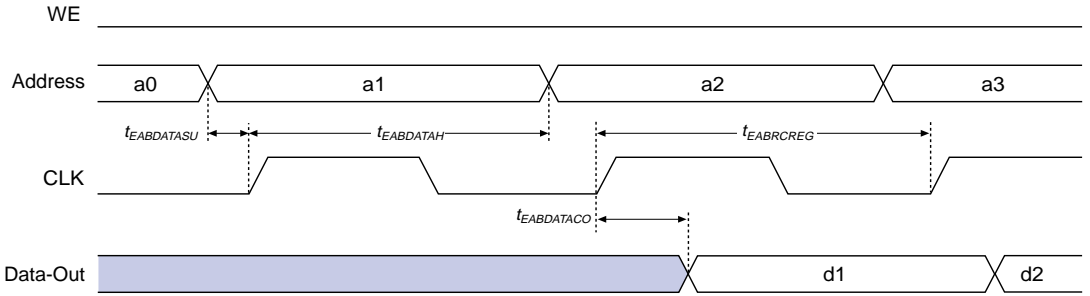 WE
Address a0 a1 a2 a3
tEABDATASU tEABDATAH tEABRCREG
CLK
tEABDATACO
Data-Out d1 d2